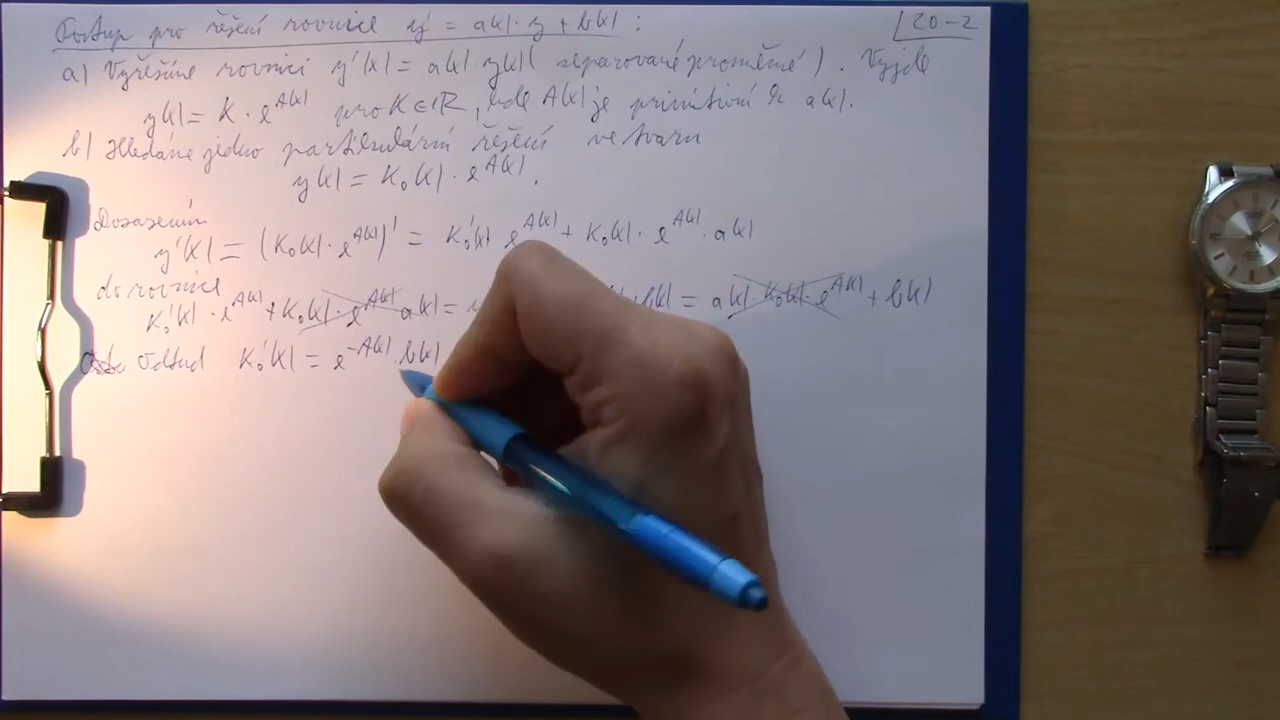 Postup pro řešení rovnice y' = a(x)·y + b(x) :
20-2
a) Vyřešíme rovnici y'(x) = a(x)·y(x) (separované proměnné). Vyjde
y(x) = K · e^{A(x)} pro K ∈ ℝ, kde A(x) je primitivní k a(x).
b) Hledáme jedno partikulární řešení ve tvaru
y(x) = K₀(x) · e^{A(x)}.
Dosazením
y'(x) = (K₀(x) · e^{A(x)})' = K₀'(x) e^{A(x)} + K₀(x) · e^{A(x)} · a(x)
do rovnice
K₀'(x) · e^{A(x)} + K₀(x) · e^{A(x)} a(x) = b(x) = a(x) · K₀(x) · e^{A(x)} + b(x)
Odtud K₀'(x) = e^{-A(x)} · b(x)